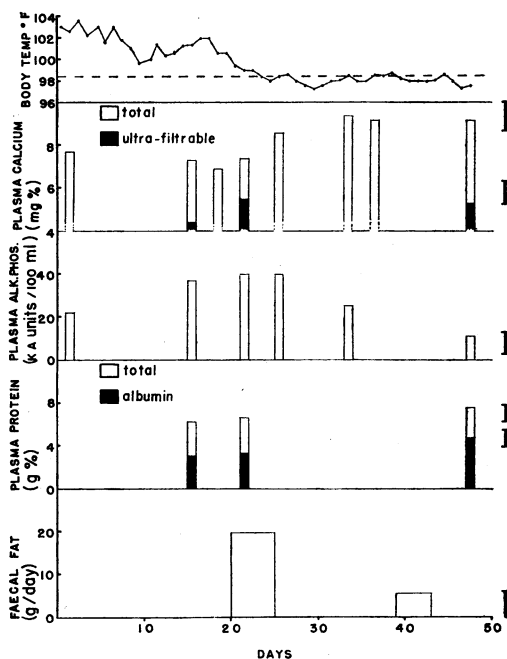 BODY TEMP °F
104
102
100
98
96
PLASMA CALCIUM
(mg %)
total
ultra-filtrable
8
6
4
PLASMA ALK.PHOS.
(K A units/100 ml)
40
20
0
PLASMA PROTEIN
(g %)
total
albumin
8
4
0
FAECAL FAT
(g/day)
20
10
0
10 20 30 40 50
DAYS